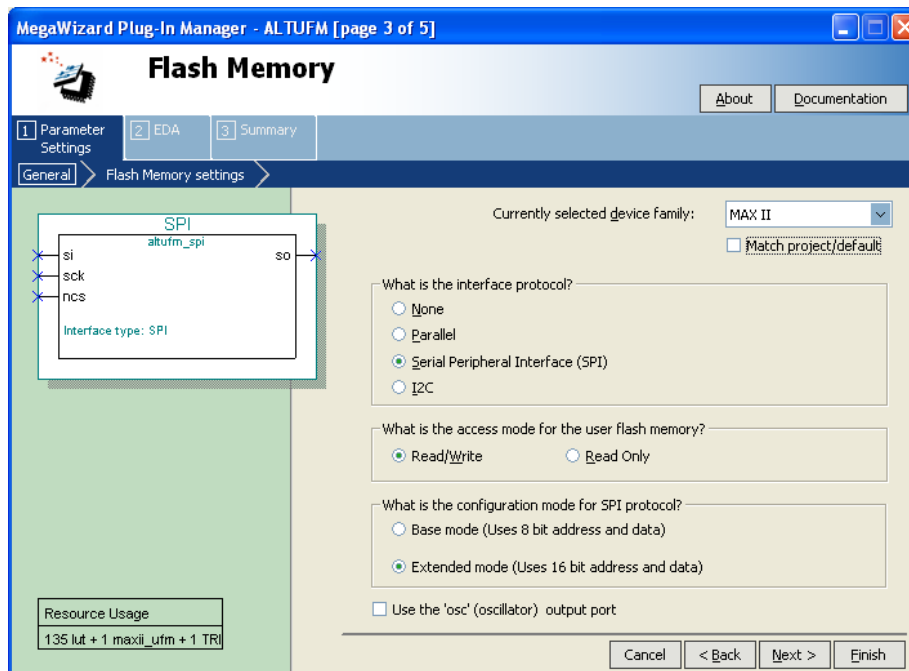 MegaWizard Plug-In Manager - ALTUFM [page 3 of 5]
Flash Memory
About
Documentation
1 Parameter Settings
2 EDA
3 Summary
General
Flash Memory settings
SPI
altufm_spi
si
so
sck
ncs
Interface type: SPI
Currently selected device family:
MAX II
Match project/default
What is the interface protocol?
None
Parallel
Serial Peripheral Interface (SPI)
I2C
What is the access mode for the user flash memory?
Read/Write
Read Only
What is the configuration mode for SPI protocol?
Base mode (Uses 8 bit address and data)
Extended mode (Uses 16 bit address and data)
Use the 'osc' (oscillator) output port
Resource Usage
135 lut + 1 maxii_ufm + 1 TRI
Cancel
< Back
Next >
Finish